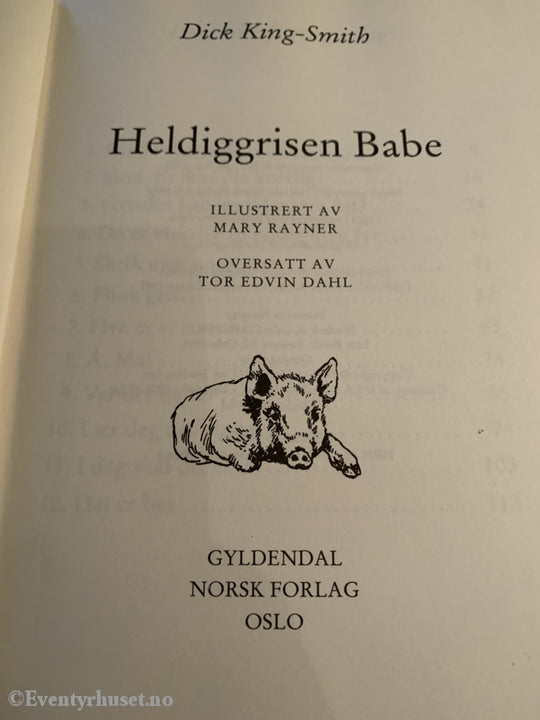 Dick King-Smith
Heldiggrisen Babe
ILLUSTRERT AV
MARY RAYNER
OVERSATT AV
TOR EDVIN DAHL
GYLDENDAL
NORSK FORLAG
OSLO
©Eventyrhuset.no